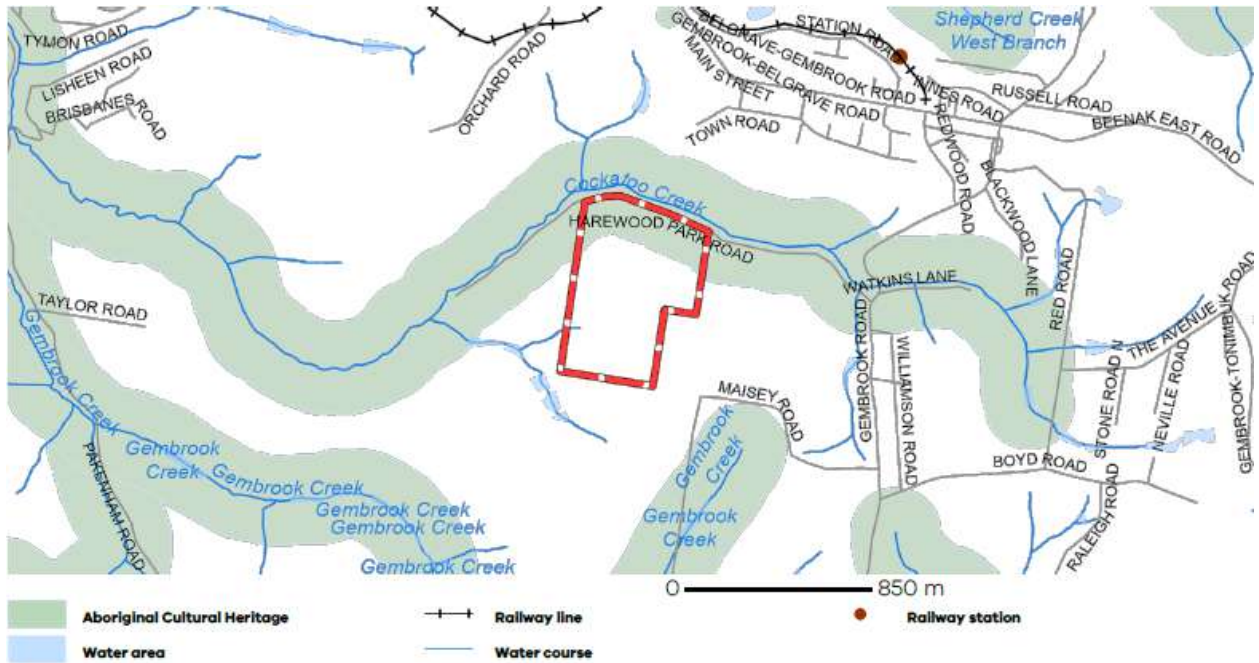 TYMON ROAD
LISHEEN ROAD
BRISBANES ROAD
ORCHARD ROAD
STATION ROAD
BELGRAVE-GEMBROOK ROAD
GEMBROOK-BELGRAVE ROAD
MAIN STREET
TOWN ROAD
Shepherd Creek
West Branch
INNES ROAD
RUSSELL ROAD
BEENAK EAST ROAD
REDWOOD ROAD
BLACKWOOD LANE
Cockatoo Creek
HAREWOOD PARK ROAD
WATKINS LANE
RED ROAD
THE AVENUE ROAD
GEMBROOK-TONIMBUK ROAD
TAYLOR ROAD
Gembrook Creek
GEMBROOK ROAD
WILLIAMSON ROAD
STONE ROAD N
NEVILLE ROAD
MAISEY ROAD
BOYD ROAD
RALEIGH ROAD
PAKENHAM ROAD
Gembrook
Creek
Gembrook Creek
Gembrook Creek
Gembrook Creek
Gembrook Creek
Gembrook
Creek
Gembrook
Creek
0 850 m
Aboriginal Cultural Heritage
Railway line
Railway station
Water area
Water course